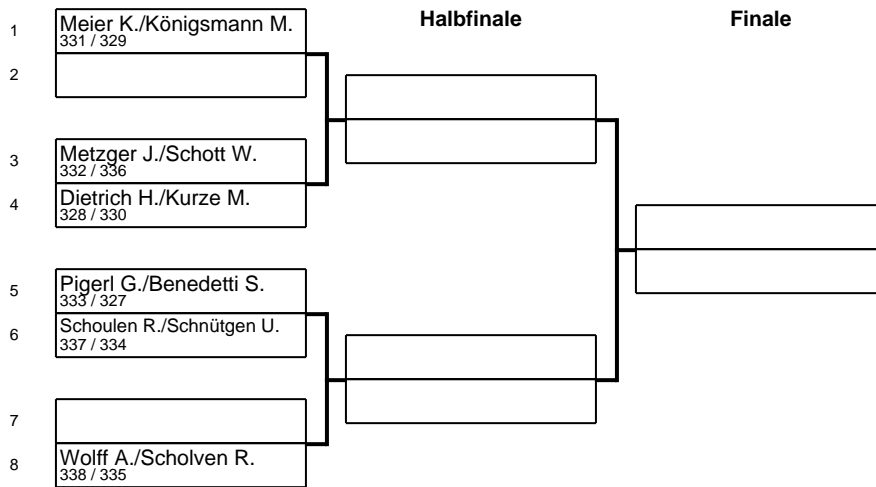 Halbfinale
Finale
1
Meier K./Königsmann M.
331 / 329
2
3
Metzger J./Schott W.
332 / 336
4
Dietrich H./Kurze M.
328 / 330
5
Pigerl G./Benedetti S.
333 / 327
6
Schoulen R./Schnütgen U.
337 / 334
7
8
Wolff A./Scholven R.
338 / 335